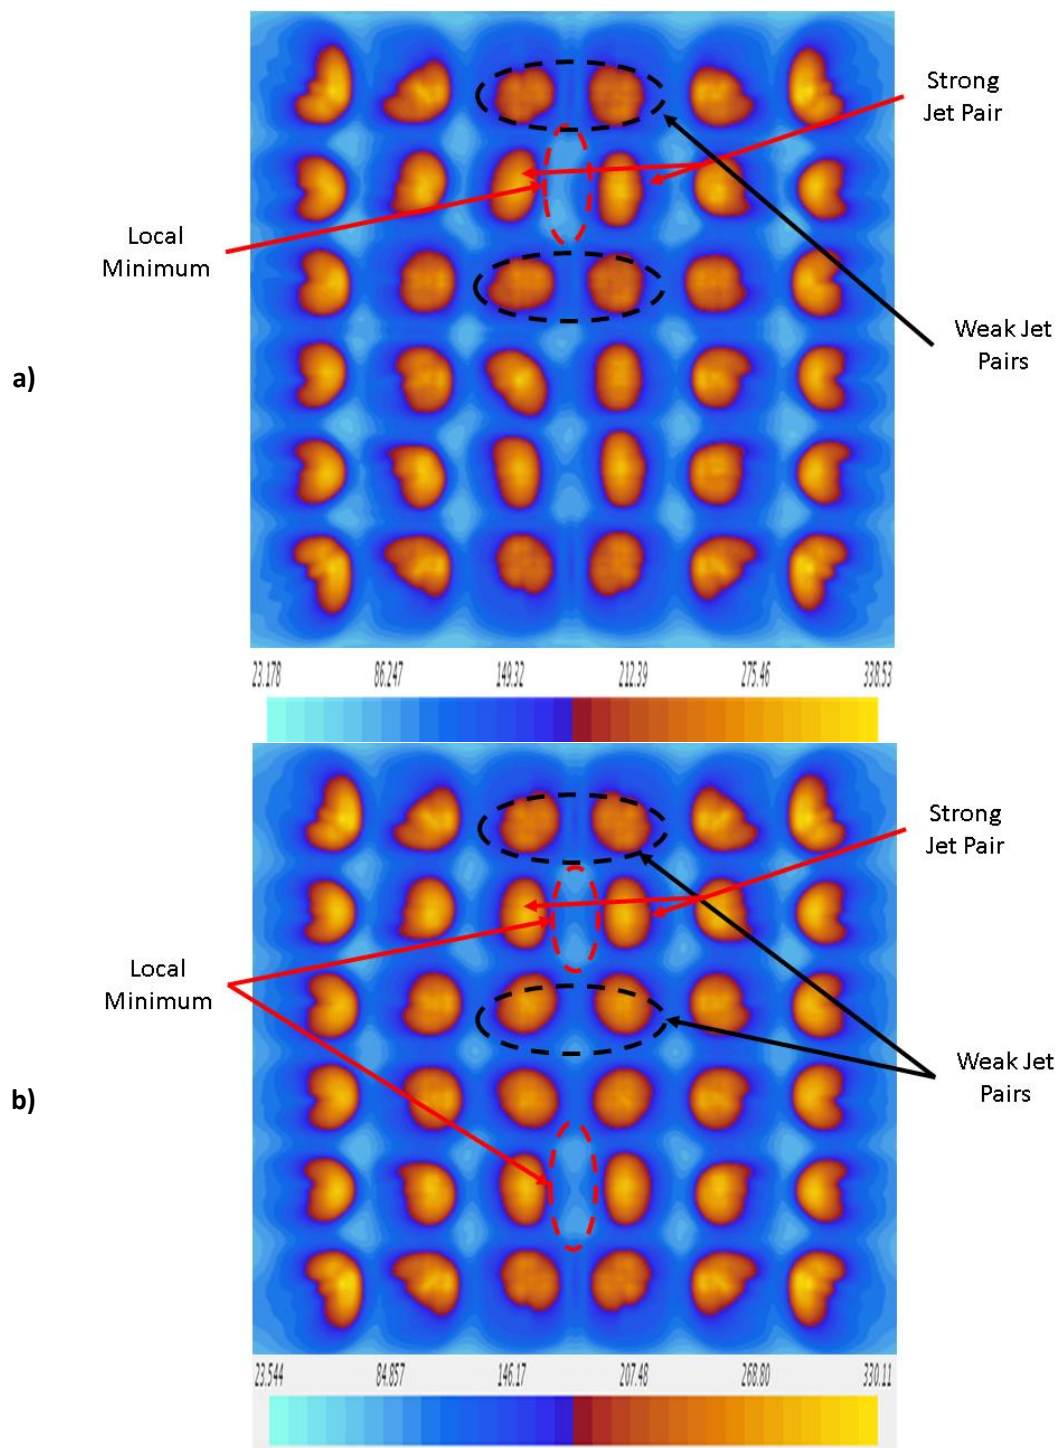 Strong
Jet Pair
Local
Minimum
Weak Jet
Pairs
a)
23.178 86.247 149.32 212.39 275.46 338.53
Strong
Jet Pair
Local
Minimum
Weak Jet
Pairs
b)
23.544 84.857 146.17 207.48 268.80 330.11